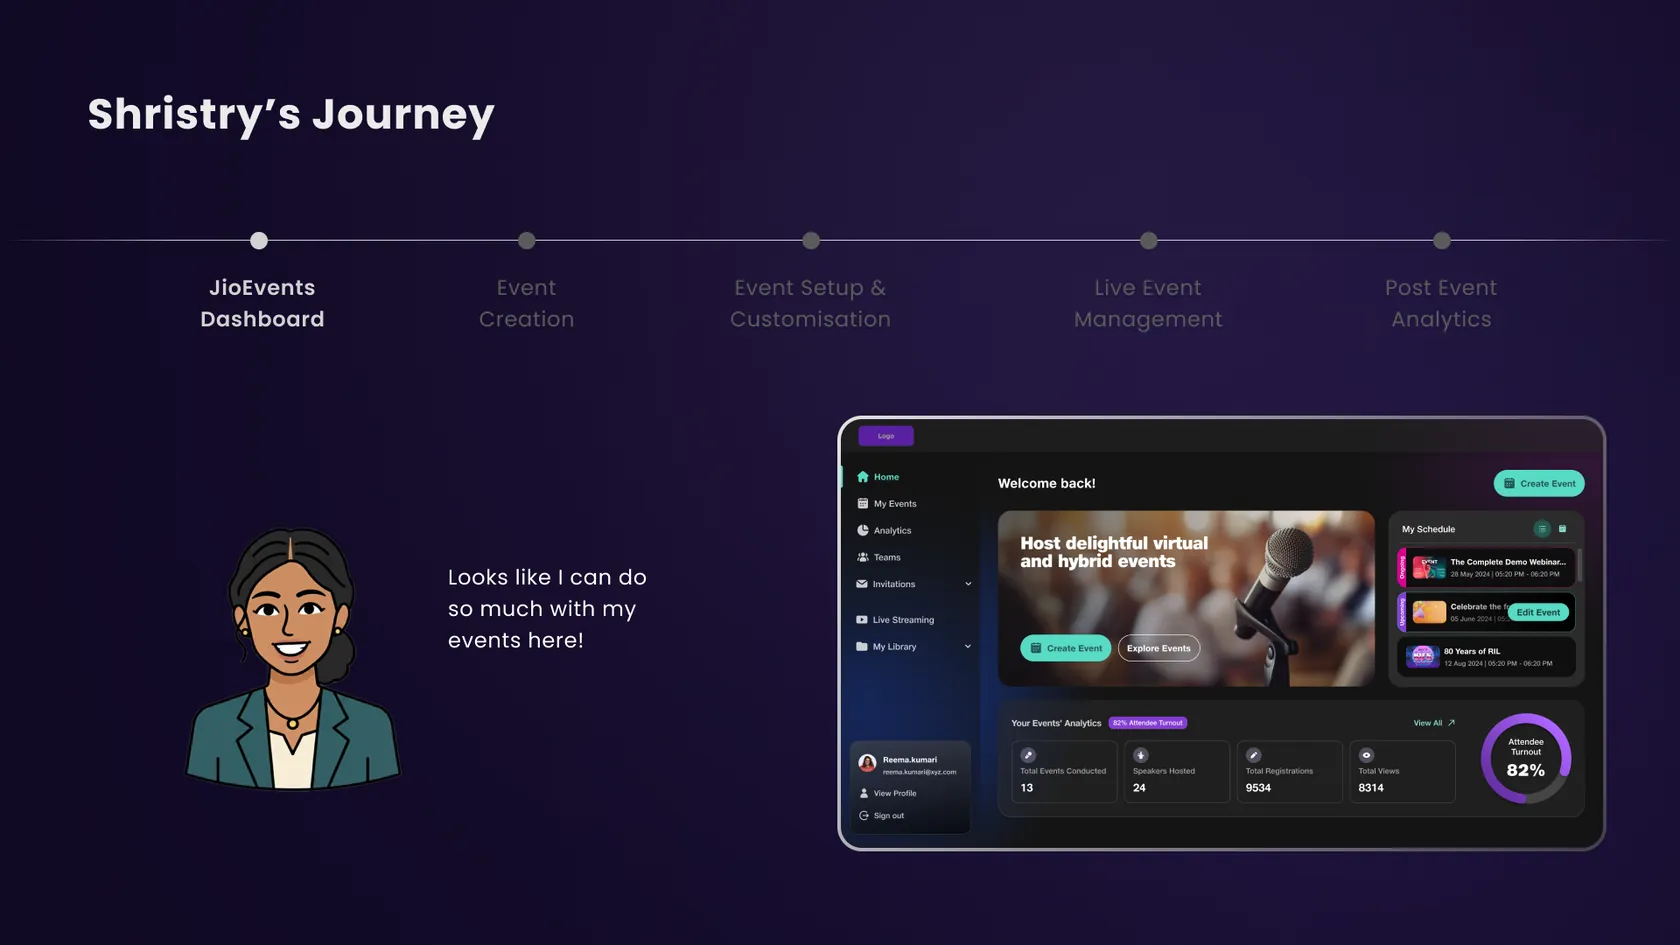 Shristry’s Journey
JioEvents
Dashboard
Event
Creation
Event Setup &
Customisation
Live Event
Management
Post Event
Analytics
Looks like I can do
so much with my
events here!
Logo
Home
My Events
Analytics
Teams
Invitations
Live Streaming
My Library
Reema.kumari
reema.kumari@xyz.com
View Profile
Sign out
Welcome back!
Create Event
Host delightful virtual
and hybrid events
Create Event
Explore Events
My Schedule
Ongoing
EVENT
The Complete Demo Webinar...
28 May 2024 | 05:20 PM - 06:20 PM
Upcoming
Celebrate the
05 June 2024 | 05:
Edit Event
80 Years of RIL
12 Aug 2024 | 05:20 PM - 06:20 PM
Your Events' Analytics
82% Attendee Turnout
View All
Total Events Conducted
13
Speakers Hosted
24
Total Registrations
9534
Total Views
8314
Attendee
Turnout
82%